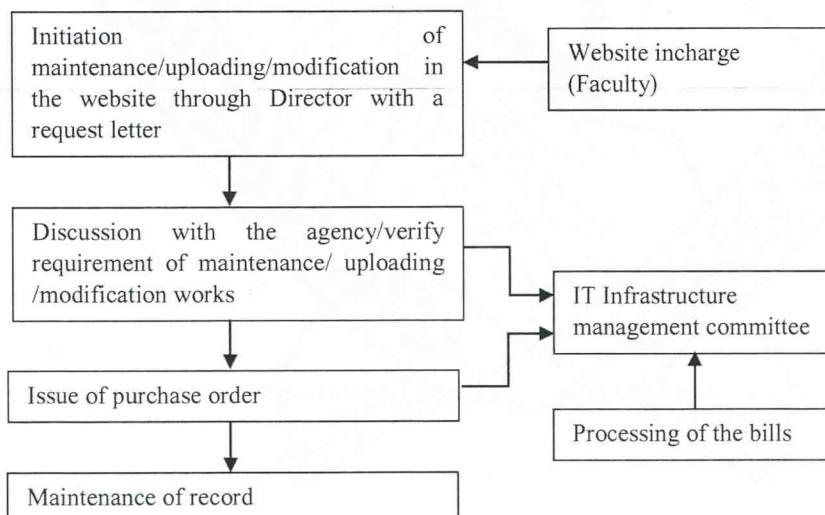 Initiation of
maintenance/uploading/modification in
the website through Director with a
request letter
Website incharge
(Faculty)
Discussion with the agency/verify
requirement of maintenance/ uploading
/modification works
IT Infrastructure
management committee
Issue of purchase order
Processing of the bills
Maintenance of record